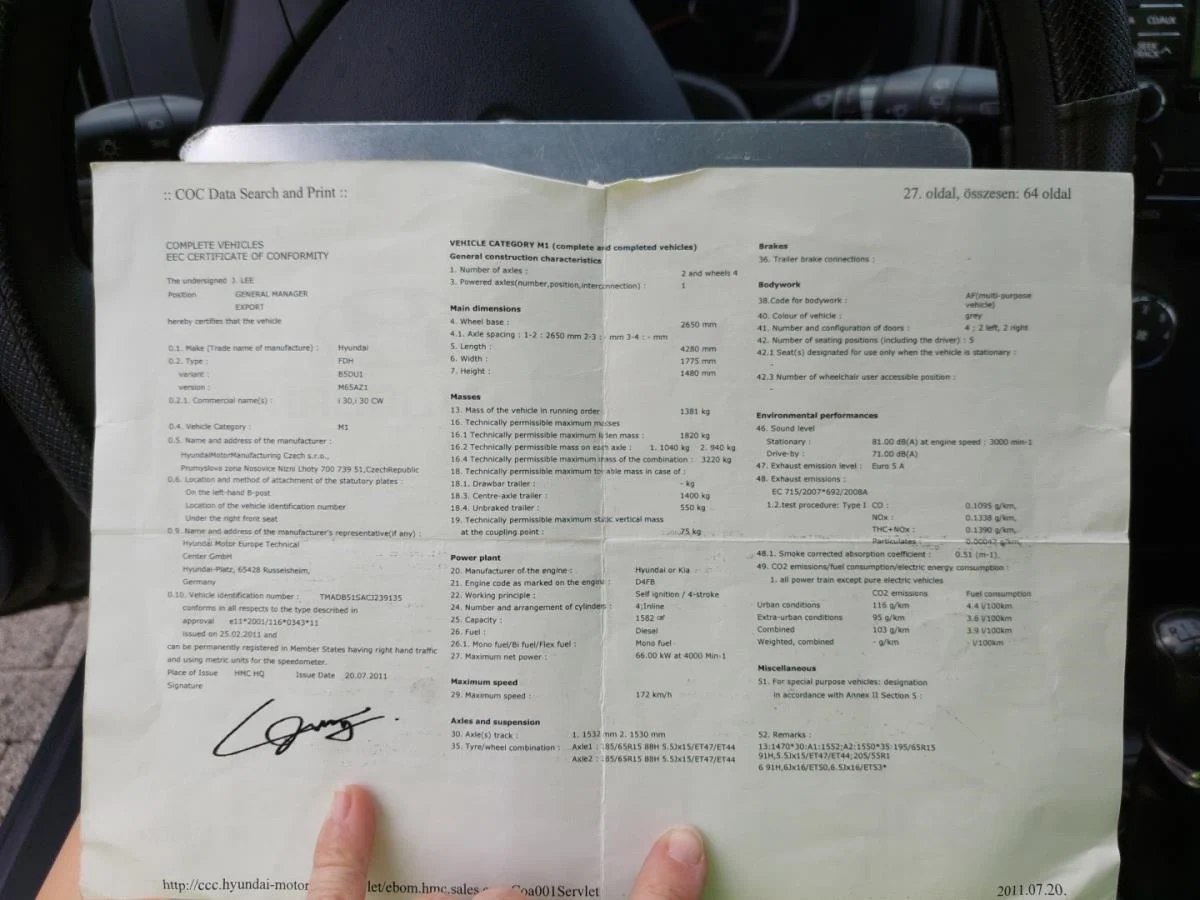 :: COC Data Search and Print ::
27. oldal, összesen: 64 oldal
COMPLETE VEHICLES
EEC CERTIFICATE OF CONFORMITY
The undersigned J. LEE
Position GENERAL MANAGER
EXPORT
hereby certifies that the vehicle
0.1. Make (Trade name of manufacture) : Hyundai
0.2. Type : FDH
variant : B5DU1
version : M65AZ1
0.2.1. Commercial name(s) : i 30,i 30 CW
0.4. Vehicle Category : M1
0.5. Name and address of the manufacturer :
HyundaiMotorManufacturing Czech s.r.o.,
Prumyslova zona Nosovice Nizni Lhoty 700 739 51,CzechRepublic
0.6. Location and method of attachment of the statutory plates :
On the left-hand B-post
Location of the vehicle identification number
Under the right front seat
0.9. Name and address of the manufacturer's representative(if any) :
Hyundai Motor Europe Technical
Center GmbH
Hyundai-Platz, 65428 Russelsheim,
Germany
0.10. Vehicle identification number : TMADB51SACJ239135
conforms in all respects to the type described in
approval e11*2001/116*0343*11
issued on 25.02.2011 and
can be permanently registered in Member States having right hand traffic
and using metric units for the speedometer.
Place of Issue HMC HQ Issue Date 20.07.2011
Signature
VEHICLE CATEGORY M1 (complete and completed vehicles)
General construction characteristics
1. Number of axles : 2 and wheels 4
3. Powered axles(number,position,interconnection) : 1
Main dimensions
4. Wheel base : 2650 mm
4.1. Axle spacing : 1-2 : 2650 mm 2-3 : - mm 3-4 : - mm
5. Length : 4280 mm
6. Width : 1775 mm
7. Height : 1480 mm
Masses
13. Mass of the vehicle in running order 1381 kg
16. Technically permissible maximum masses
16.1 Technically permissible maximum laden mass : 1820 kg
16.2 Technically permissible mass on each axle : 1. 1040 kg 2. 940 kg
16.4 Technically permissible maximum mass of the combination : 3220 kg
18. Technically permissible maximum towable mass in case of :
18.1. Drawbar trailer : - kg
18.3. Centre-axle trailer : 1400 kg
18.4. Unbraked trailer : 550 kg
19. Technically permissible maximum static vertical mass
at the coupling point : 75 kg
Power plant
20. Manufacturer of the engine : Hyundai or Kia
21. Engine code as marked on the engine : D4FB
22. Working principle : Self ignition / 4-stroke
24. Number and arrangement of cylinders : 4;Inline
25. Capacity : 1582 ㎤
26. Fuel : Diesel
26.1. Mono fuel/Bi fuel/Flex fuel : Mono fuel
27. Maximum net power : 66.00 kW at 4000 Min-1
Maximum speed
29. Maximum speed : 172 km/h
Axles and suspension
30. Axle(s) track : 1. 1532 mm 2. 1530 mm
35. Tyre/wheel combination : Axle1 : 185/65R15 88H 5.5Jx15/ET47/ET44
Axle2 : 185/65R15 88H 5.5Jx15/ET47/ET44
Brakes
36. Trailer brake connections :
Bodywork
38.Code for bodywork : AF(multi-purpose
vehicle)
40. Colour of vehicle : grey
41. Number and configuration of doors : 4 ; 2 left, 2 right
42. Number of seating positions (including the driver) : 5
42.1 Seat(s) designated for use only when the vehicle is stationary :
-
42.3 Number of wheelchair user accessible position :
-
Environmental performances
46. Sound level
Stationary : 81.00 dB(A) at engine speed : 3000 min-1
Drive-by : 71.00 dB(A)
47. Exhaust emission level : Euro 5 A
48. Exhaust emissions :
EC 715/2007*692/2008A
1.2.test procedure: Type I CO : 0.1095 g/km,
NOx : 0.1338 g/km,
THC+NOx : 0.1390 g/km,
Particulates : 0.00047 g/km,
48.1. Smoke corrected absorption coefficient : 0.51 (m-1).
49. CO2 emissions/fuel consumption/electric energy consumption :
1. all power train except pure electric vehicles
CO2 emissions Fuel consumption
Urban conditions 116 g/km 4.4 l/100km
Extra-urban conditions 95 g/km 3.6 l/100km
Combined 103 g/km 3.9 l/100km
Weighted, combined - g/km - l/100km
Miscellaneous
51. For special purpose vehicles: designation
in accordance with Annex II Section 5 :
52. Remarks :
13:1470*30:A1:1552;A2:1550*35:195/65R15
91H,5.5Jx15/ET47/ET44;205/55R1
6 91H,6Jx16/ET50,6.5Jx16/ET53*
http://ccc.hyundai-motor
let/ebom.hmc.sales
Coa001Servlet
2011.07.20.
CD/AUX
SEEK
TRACK